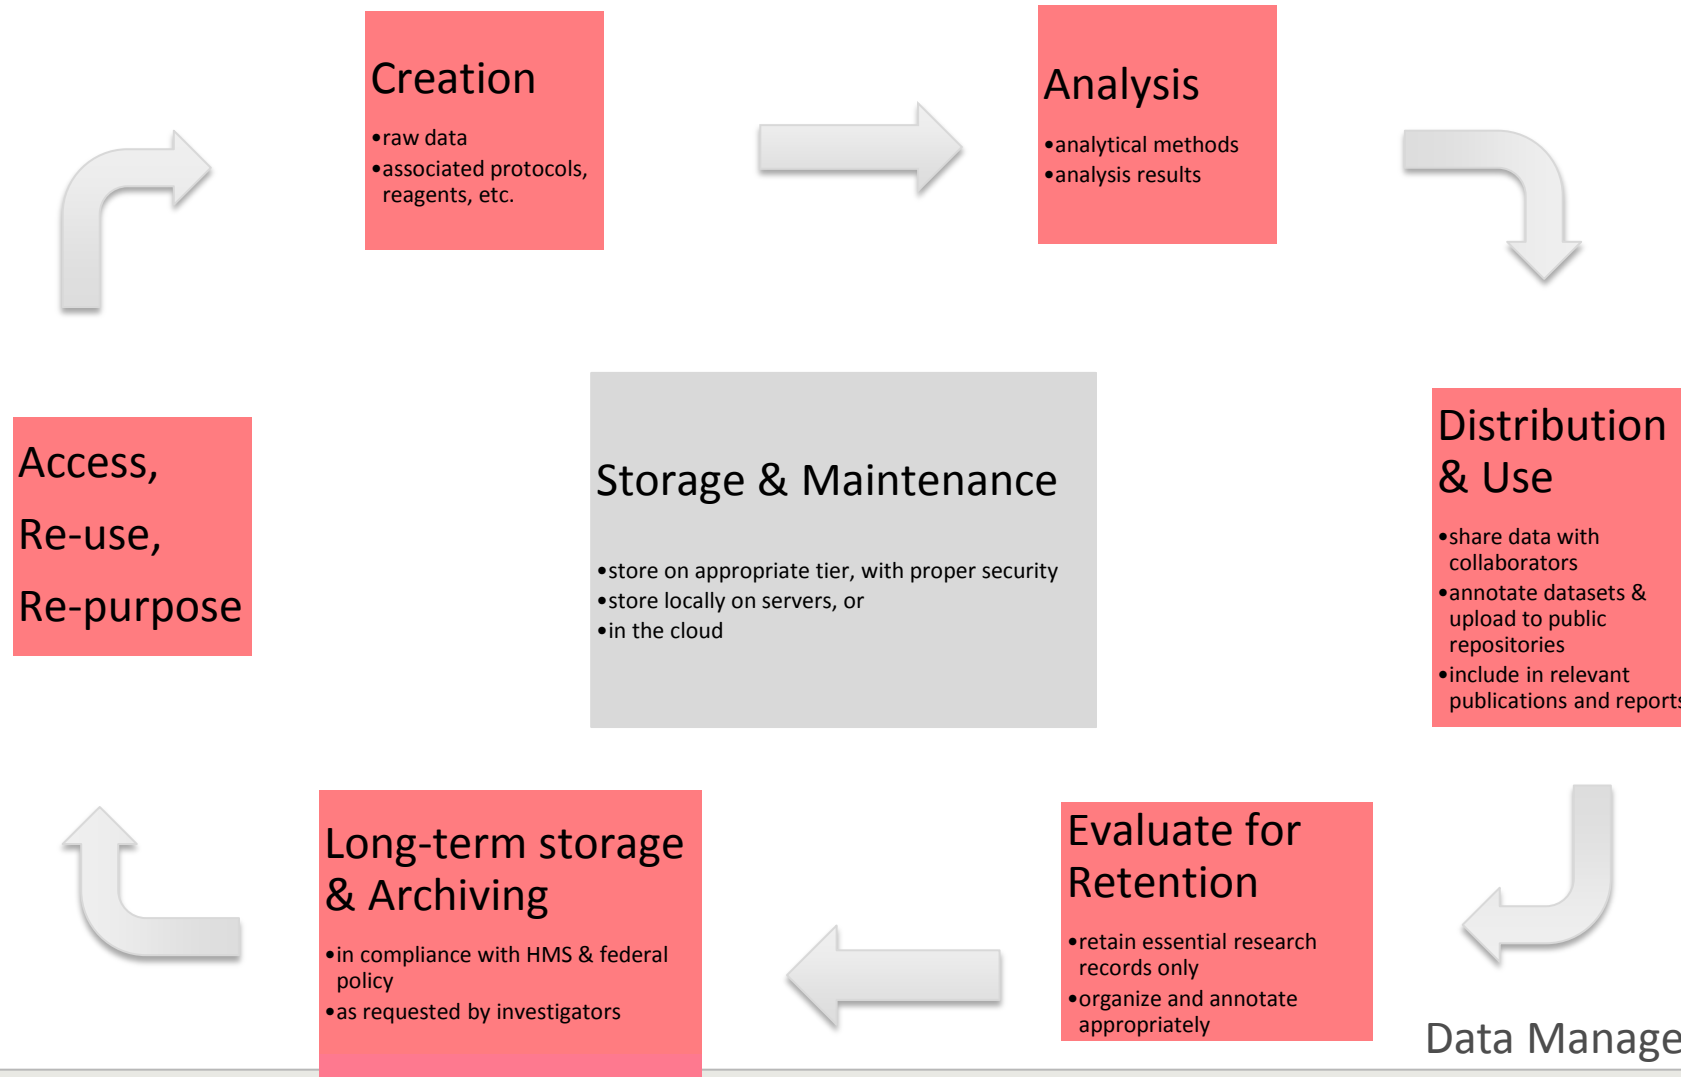 Creation
•raw data
•associated protocols,
reagents, etc.
Analysis
•analytical methods
•analysis results
Distribution
& Use
•share data with
collaborators
•annotate datasets &
upload to public
repositories
•include in relevant
publications and reports
Evaluate for
Retention
•retain essential research
records only
•organize and annotate
appropriately
Long-term storage
& Archiving
•in compliance with HMS & federal
policy
•as requested by investigators
Access,
Re-use,
Re-purpose
Storage & Maintenance
•store on appropriate tier, with proper security
•store locally on servers, or
•in the cloud
Data Manage